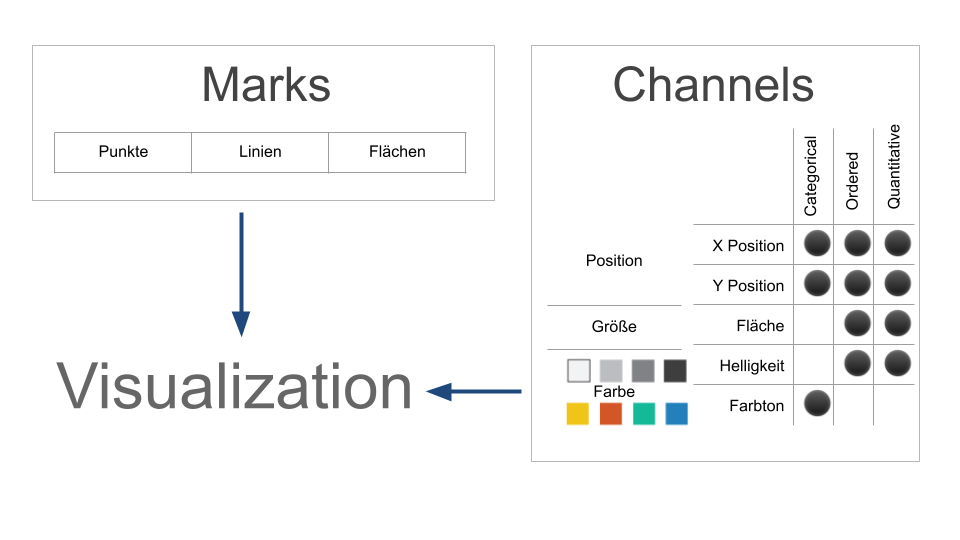 Marks
Punkte Linien Flächen
Visualization
Channels
Categorical
Ordered
Quantitative
Position
X Position
Y Position
Größe
Fläche
Farbe
Helligkeit
Farbton